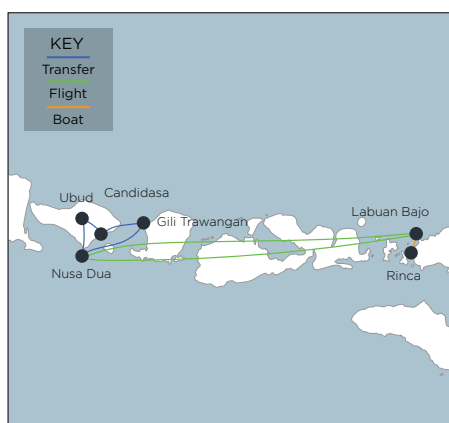 KEY
Transfer
Flight
Boat
Ubud
Candidasa
Gili Trawangan
Nusa Dua
Labuan Bajo
Rinca